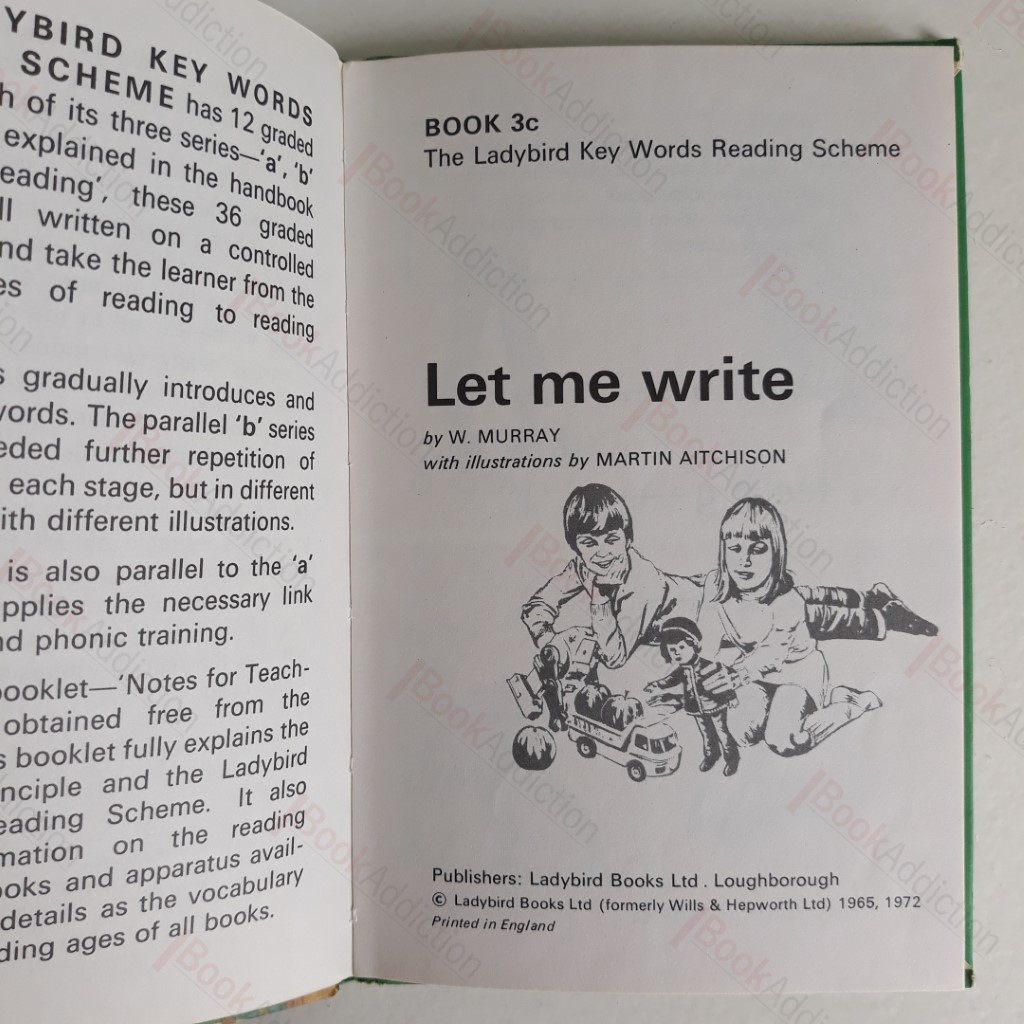 YBIRD KEY WORDS
SCHEME has 12 graded
h of its three series—'a', 'b'
explained in the handbook
eading', these 36 graded
ll written on a controlled
nd take the learner from the
es of reading to reading
s gradually introduces and
vords. The parallel 'b' series
eded further repetition of
each stage, but in different
ith different illustrations.
is also parallel to the 'a'
pplies the necessary link
nd phonic training.
booklet—'Notes for Teach-
obtained free from the
s booklet fully explains the
nciple and the Ladybird
eading Scheme. It also
mation on the reading
ooks and apparatus avail-
details as the vocabulary
ding ages of all books.
BOOK 3c
The Ladybird Key Words Reading Scheme
Let me write
by W. MURRAY
with illustrations by MARTIN AITCHISON
Publishers: Ladybird Books Ltd . Loughborough
© Ladybird Books Ltd (formerly Wills & Hepworth Ltd) 1965, 1972
Printed in England
BookAddiction